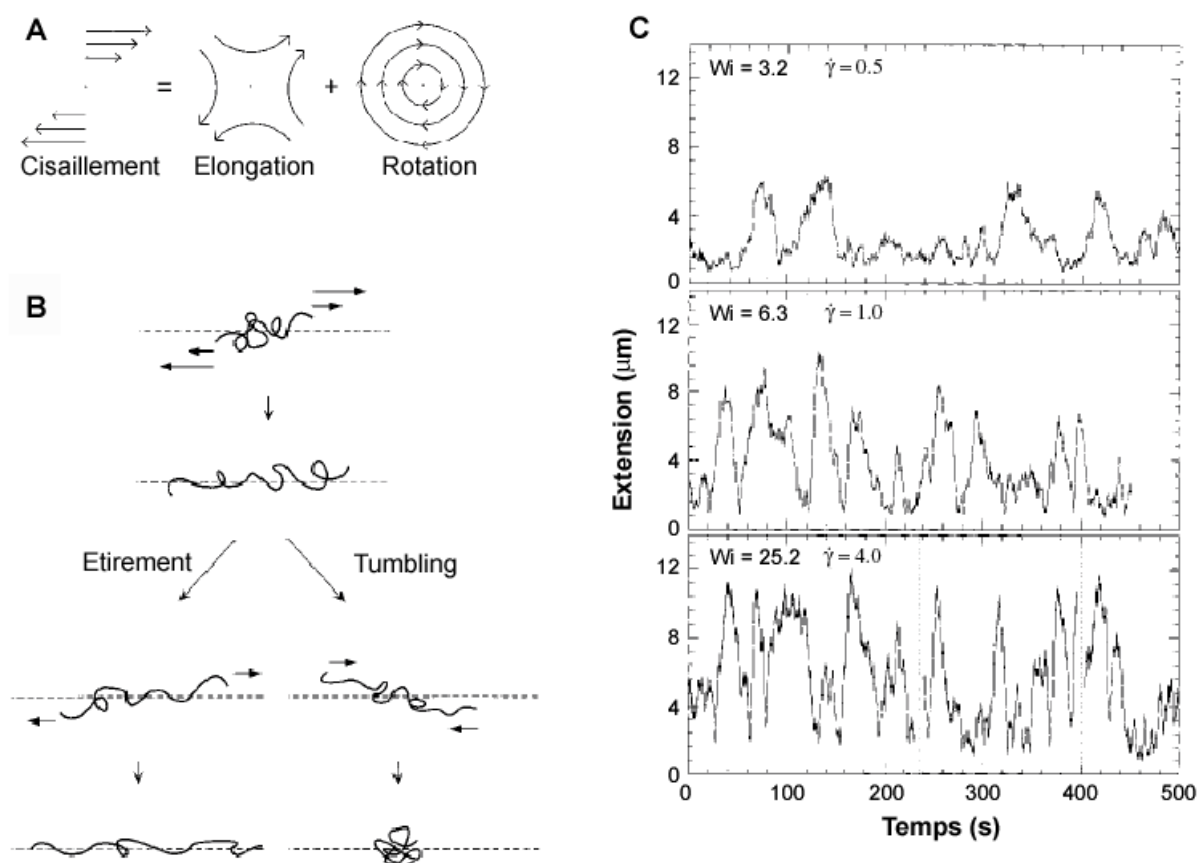 A
=
+
Cisaillement
Elongation
Rotation
B
Etirement
Tumbling
C
Wi = 3.2 γ̇ = 0.5
12
8
4
0
Wi = 6.3 γ̇ = 1.0
12
8
4
0
Wi = 25.2 γ̇ = 4.0
12
8
4
0
Extension (μm)
0 100 200 300 400 500
Temps (s)